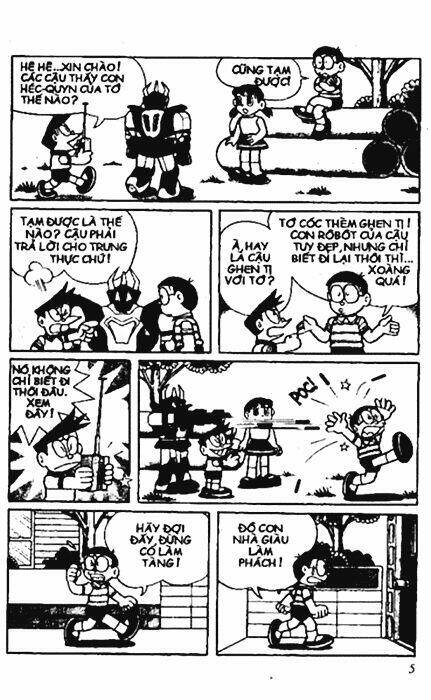 HÊ HÊ...XIN CHÀO!
CÁC CẬU THẤY CON
HÉC-QUYN CỦA TỚ
THẾ NÀO?
CŨNG TẠM
ĐƯỢC!
TẠM ĐƯỢC LÀ THẾ
NÀO? CẬU PHẢI
TRẢ LỜI CHO TRUNG
THỰC CHỨ!
À, HAY
LÀ CẬU GHEN TỊ
VỚI TỚ?
TỚ CÓC THÈM GHEN TỊ!
CON RÔBỐT CỦA CẬU
TUY ĐẸP, NHƯNG CHỈ
BIẾT ĐI LẠI THÔI THÌ...
XOÀNG
QUÁ!
NÓ KHÔNG
CHỈ BIẾT ĐI
THÔI ĐÂU.
XEM
ĐÂY!
POC!
HÃY ĐỢI
ĐẤY, ĐỪNG
CÓ LÀM
TÀNG!
ĐỒ CON
NHÀ GIÀU
LÀM
PHÁCH!
5